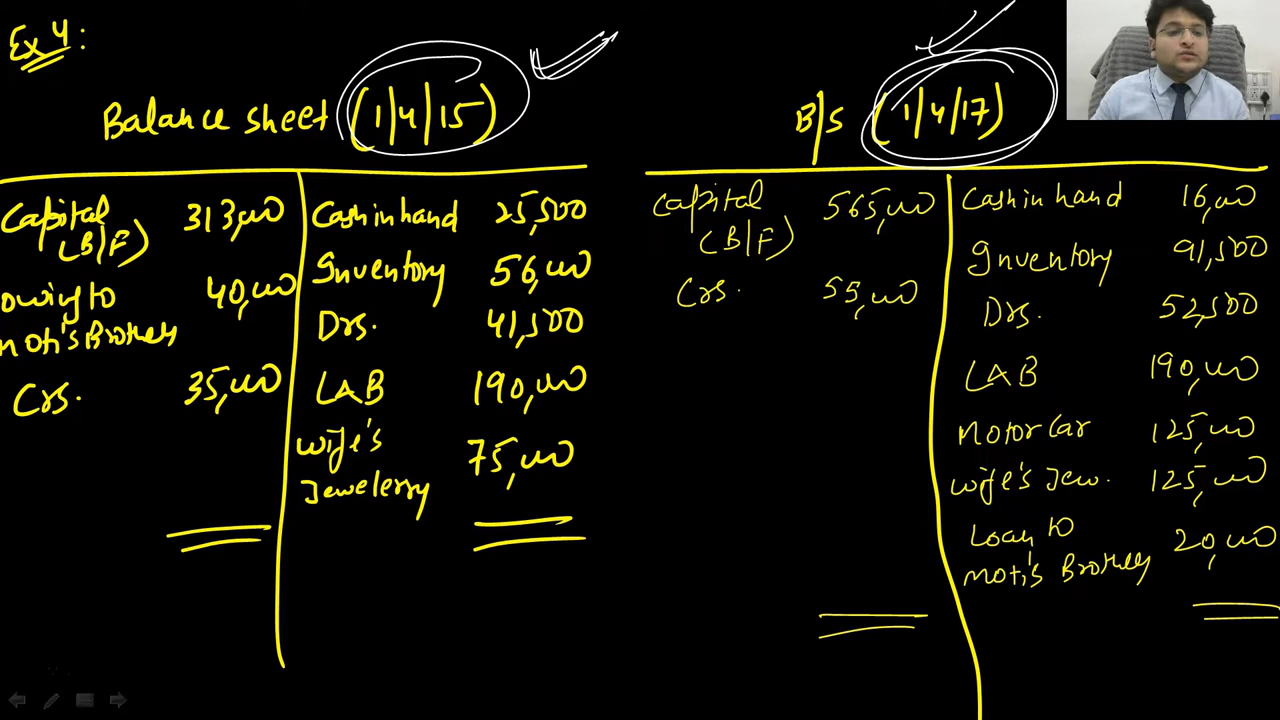 Ex 4:
Balance sheet (1/4/15)
Capital 313,000
(B/F)
owing to 40,000
Moti's Brother
Crs. 35,000
Cash in hand 25,500
Inventory 56,000
Drs. 41,500
LAB 190,000
wife's 75,000
Jewelerry
B/S (1/4/17)
Capital 565,000
(B/F)
Crs. 55,000
Cash in hand 16,000
Inventory 91,500
Drs. 52,500
LAB 190,000
Motor Car 125,000
wife's Jew. 125,000
Loan to 20,000
Moti's Brother